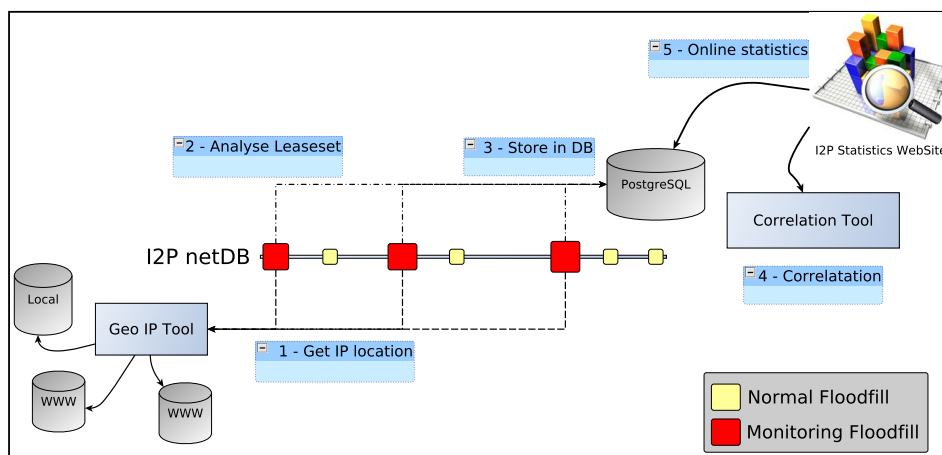 5 - Online statistics
I2P Statistics WebSite
2 - Analyse Leaseset
3 - Store in DB
PostgreSQL
Correlation Tool
I2P netDB
4 - Correlatation
Local
Geo IP Tool
1 - Get IP location
WWW
WWW
Normal Floodfill
Monitoring Floodfill